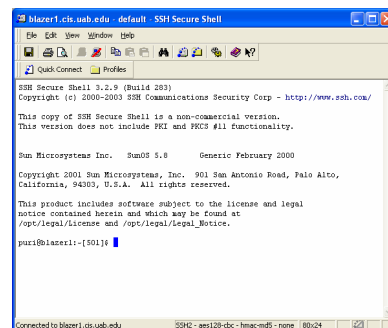 blazer1.cis.uab.edu - default - SSH Secure Shell
File Edit View Window Help
Quick Connect Profiles
SSH Secure Shell 3.2.9 (Build 283)
Copyright (c) 2000-2003 SSH Communications Security Corp - http://www.ssh.com/
This copy of SSH Secure Shell is a non-commercial version.
This version does not include PKI and PKCS #11 functionality.
Sun Microsystems Inc. SunOS 5.8 Generic February 2000
Copyright 2001 Sun Microsystems, Inc. 901 San Antonio Road, Palo Alto,
California, 94303, U.S.A. All rights reserved.
This product includes software subject to the license and legal
notice contained herein and which may be found at
/opt/legal/License and /opt/legal/Legal_Notice.
puri@blazer1:~[501]$
Connected to blazer1.cis.uab.edu SSH2 - aes128-cbc - hmac-md5 - none 80x24